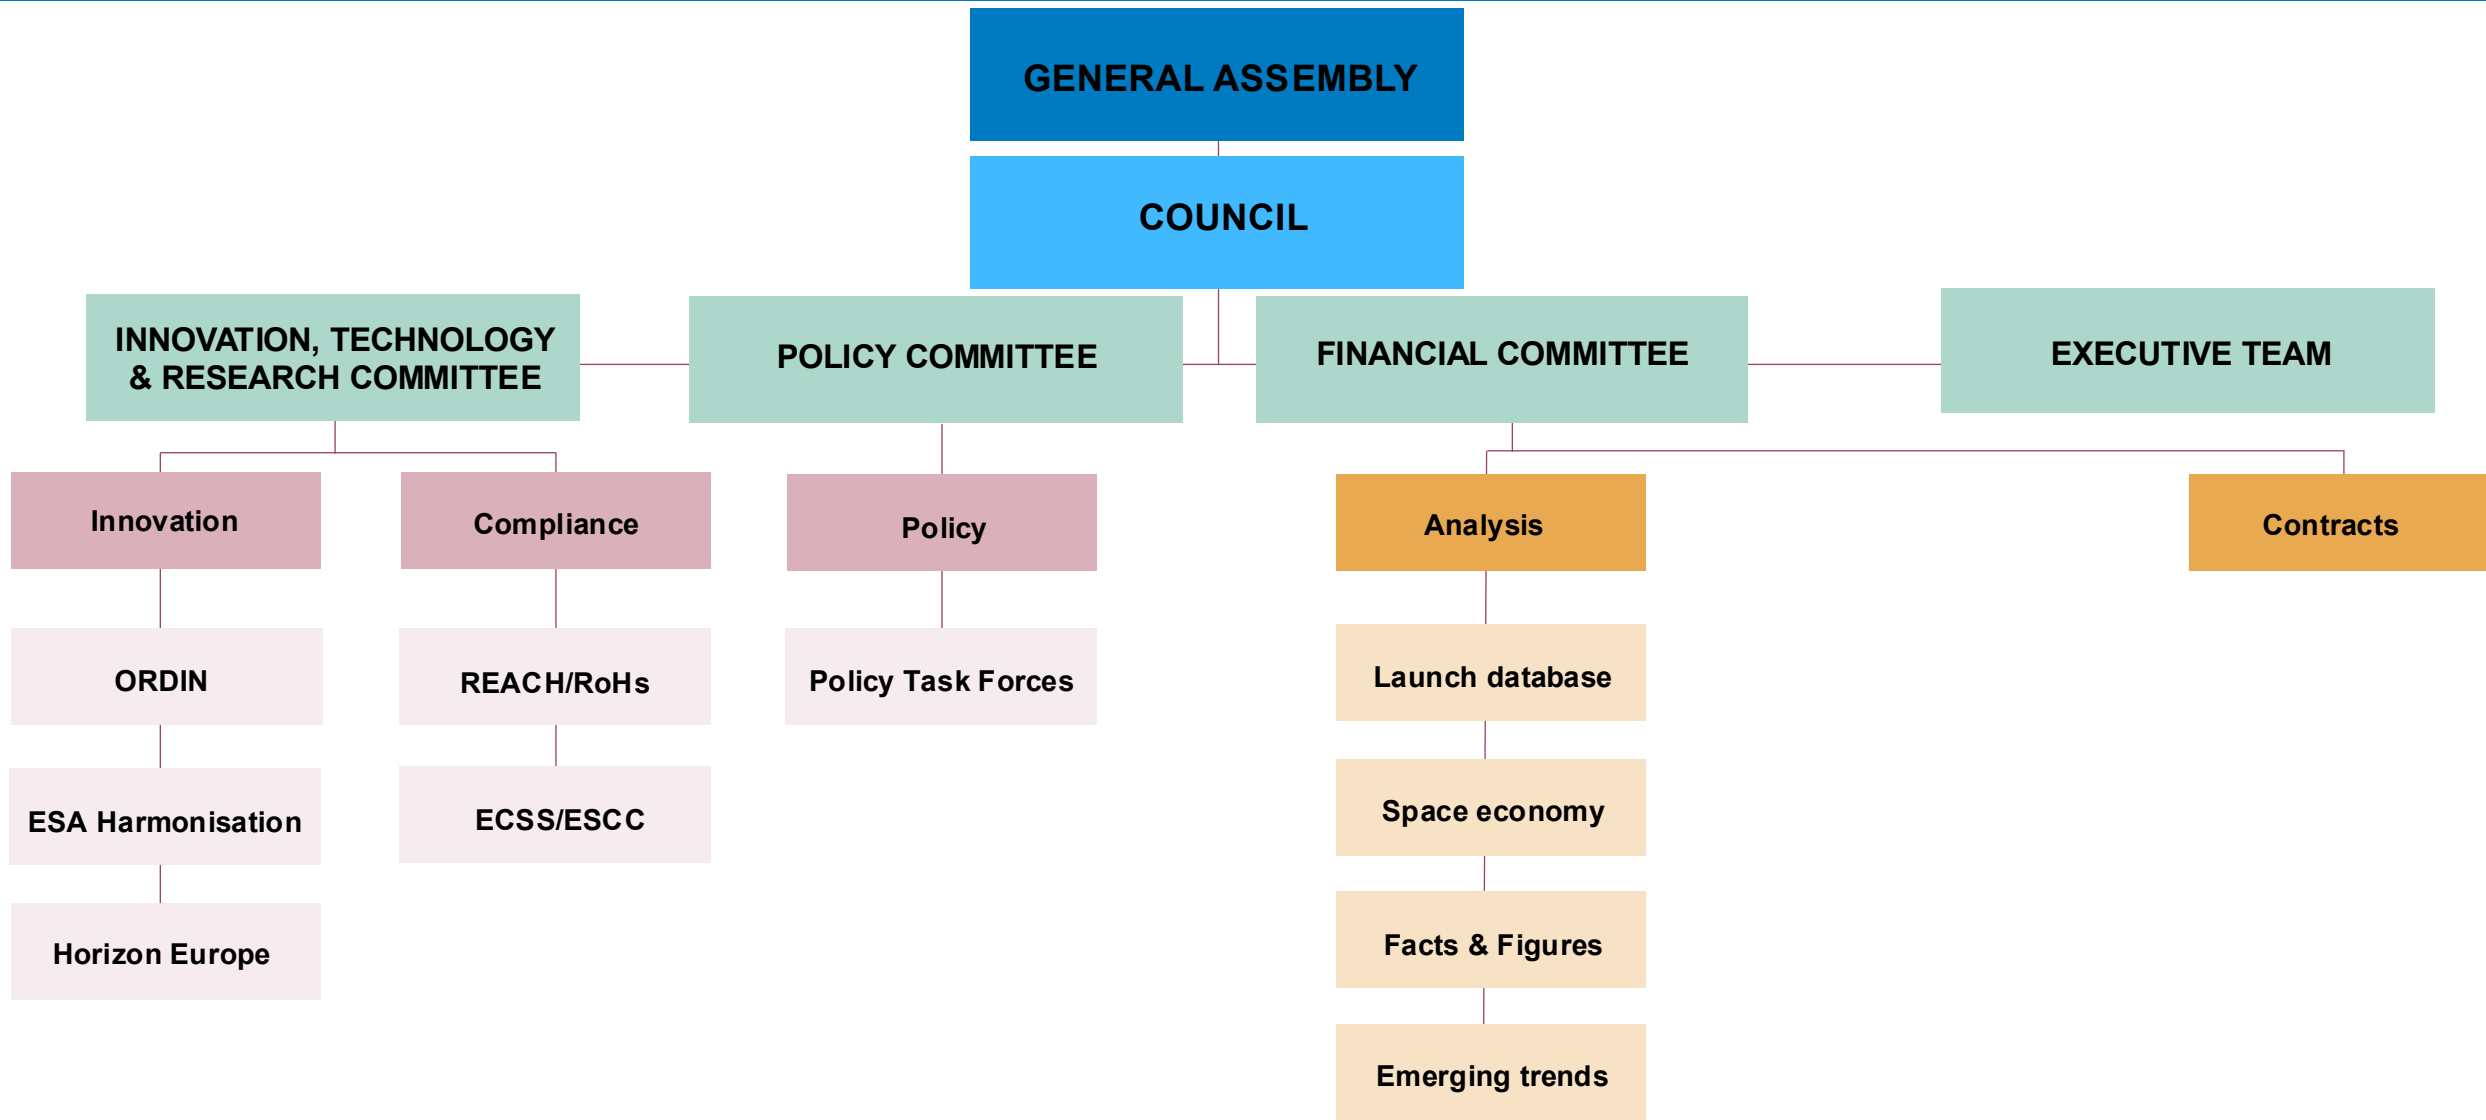 GENERAL ASSEMBLY
COUNCIL
INNOVATION, TECHNOLOGY
& RESEARCH COMMITTEE
POLICY COMMITTEE
FINANCIAL COMMITTEE
EXECUTIVE TEAM
Innovation
Compliance
Policy
Analysis
Contracts
ORDIN
REACH/RoHs
Policy Task Forces
Launch database
ESA Harmonisation
ECSS/ESCC
Space economy
Horizon Europe
Facts & Figures
Emerging trends